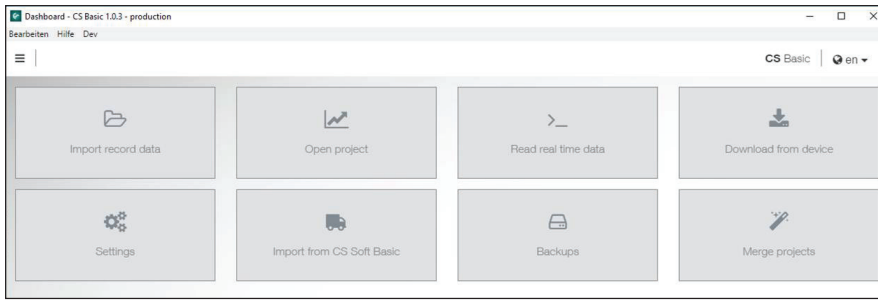 Dashboard - CS Basic 1.0.3 - production
Bearbeiten Hilfe Dev
CS Basic en
Import record data Open project Read real time data Download from device
Settings Import from CS Soft Basic Backups Merge projects